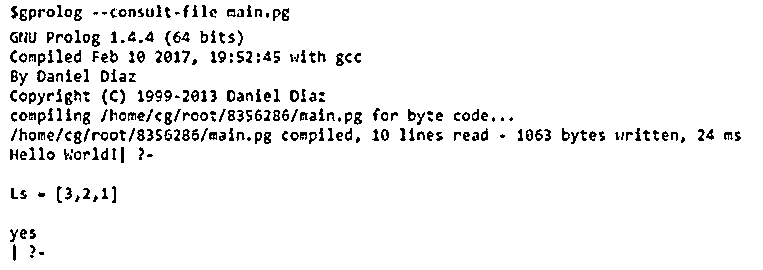 $gprolog --consult-file main.pg
GNU Prolog 1.4.4 (64 bits)
Compiled Feb 10 2017, 19:52:45 with gcc
By Daniel Diaz
Copyright (C) 1999-2013 Daniel Diaz
compiling /home/cg/root/8356286/main.pg for byte code...
/home/cg/root/8356286/main.pg compiled, 10 lines read - 1063 bytes written, 24 ms
Hello World!| ?-
Ls = [3,2,1]
yes
| ?-